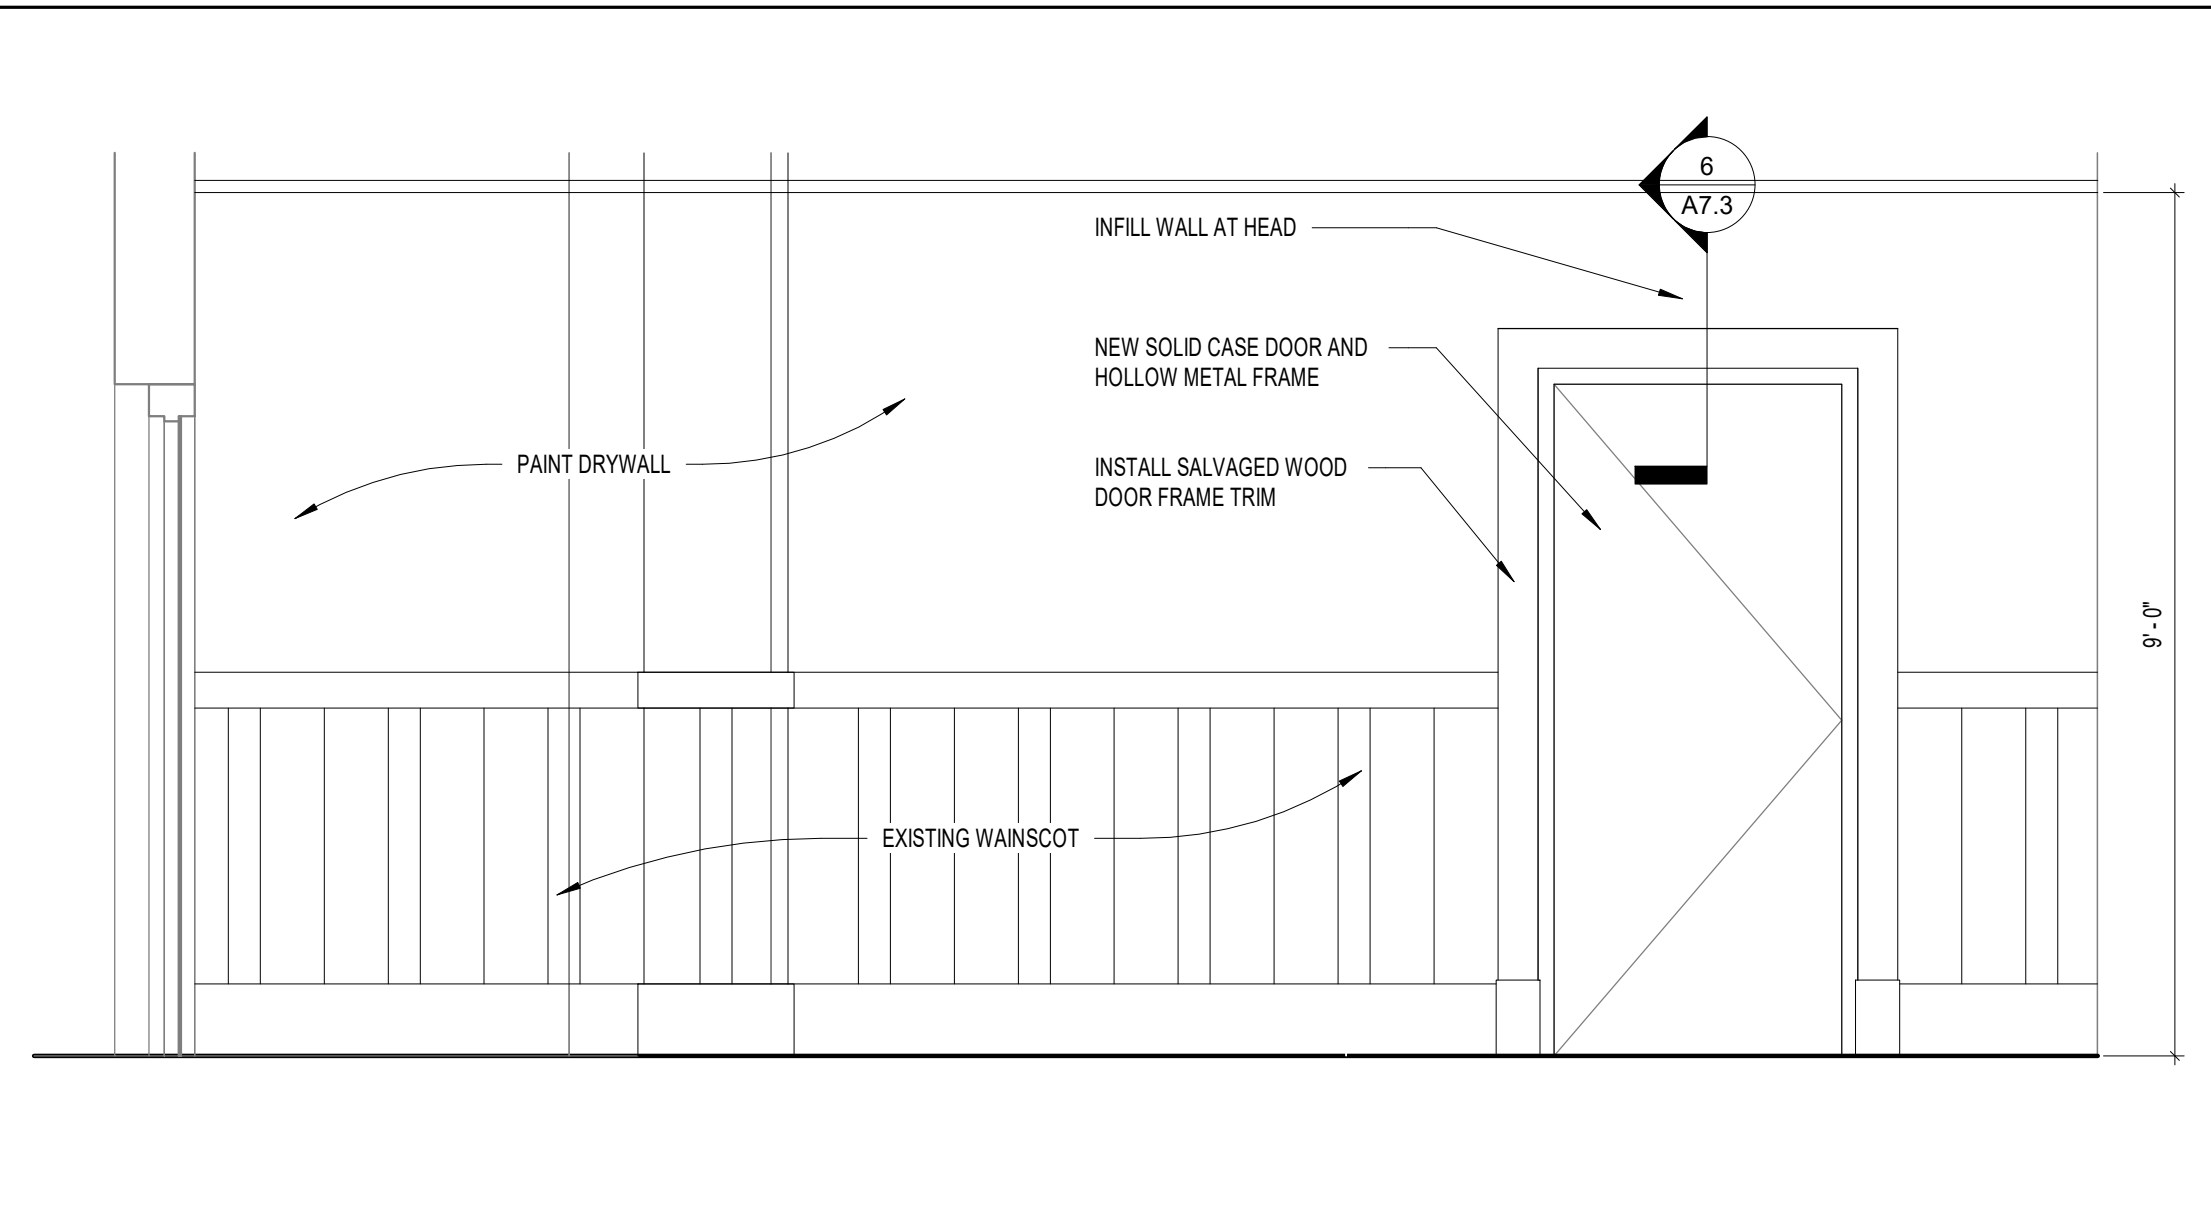 6
A7.3
INFILL WALL AT HEAD
NEW SOLID CASE DOOR AND
HOLLOW METAL FRAME
PAINT DRYWALL
INSTALL SALVAGED WOOD
DOOR FRAME TRIM
9' - 0"
EXISTING WAINSCOT